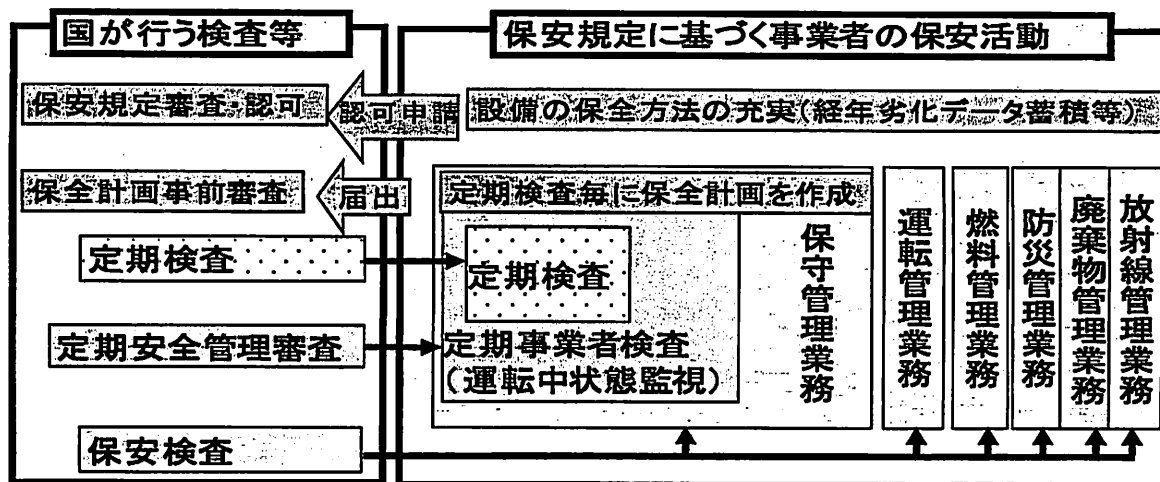 国が行う検査等
保安規定に基づく事業者の保安活動
保安規定審査・認可
認可申請
設備の保全方法の充実(経年劣化データ蓄積等)
保全計画事前審査
届出
定期検査毎に保全計画を作成
定期検査
定期検査
定期安全管理審査
定期事業者検査
(運転中状態監視)
保守管理業務
運転管理業務
燃料管理業務
防災管理業務
廃棄物管理業務
放射線管理業務
保安検査